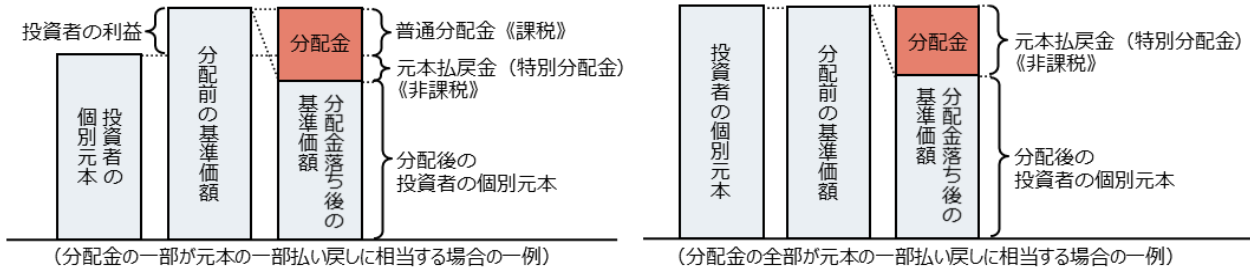 投資者の利益
投資者の
個別元本
分配前の基準価額
分配金
分配金落ち後の
基準価額
普通分配金《課税》
元本払戻金（特別分配金）
《非課税》
分配後の
投資者の個別元本
（分配金の一部が元本の一部払い戻しに相当する場合の一例）
投資者の個別元本
分配前の基準価額
分配金
分配金落ち後の
基準価額
元本払戻金（特別分配金）
《非課税》
分配後の
投資者の個別元本
（分配金の全部が元本の一部払い戻しに相当する場合の一例）